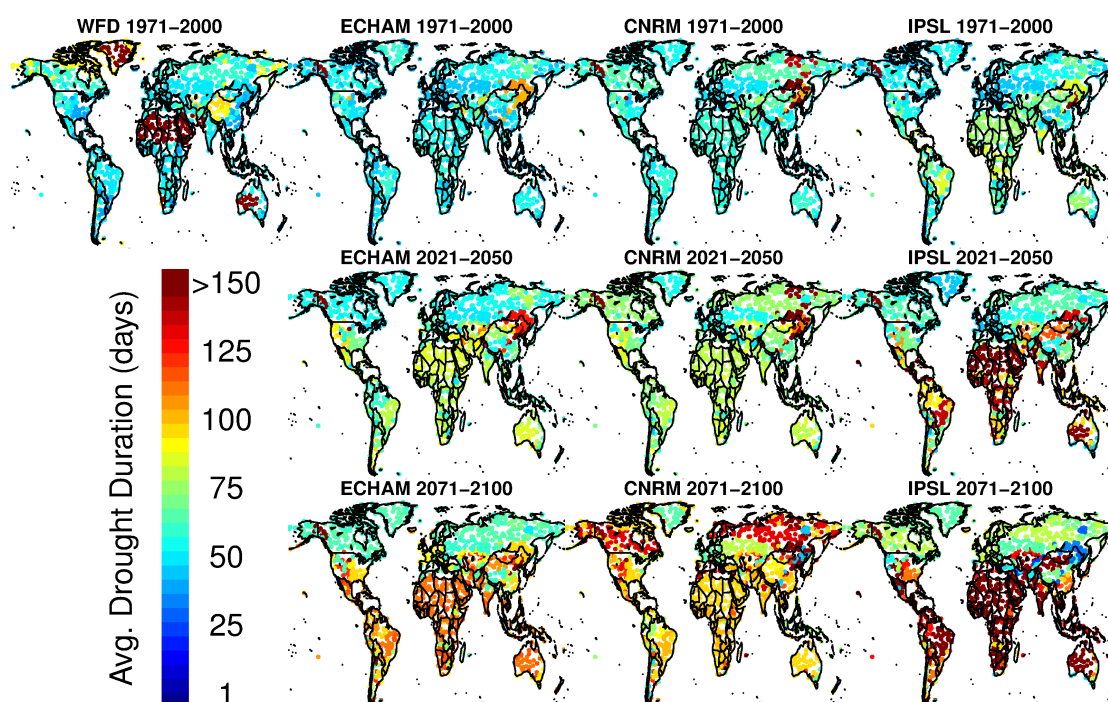 WFD 1971−2000
ECHAM 1971−2000
CNRM 1971−2000
IPSL 1971−2000
ECHAM 2021−2050
CNRM 2021−2050
IPSL 2021−2050
Avg. Drought Duration (days)
>150
125
100
75
50
25
1
ECHAM 2071−2100
CNRM 2071−2100
IPSL 2071−2100